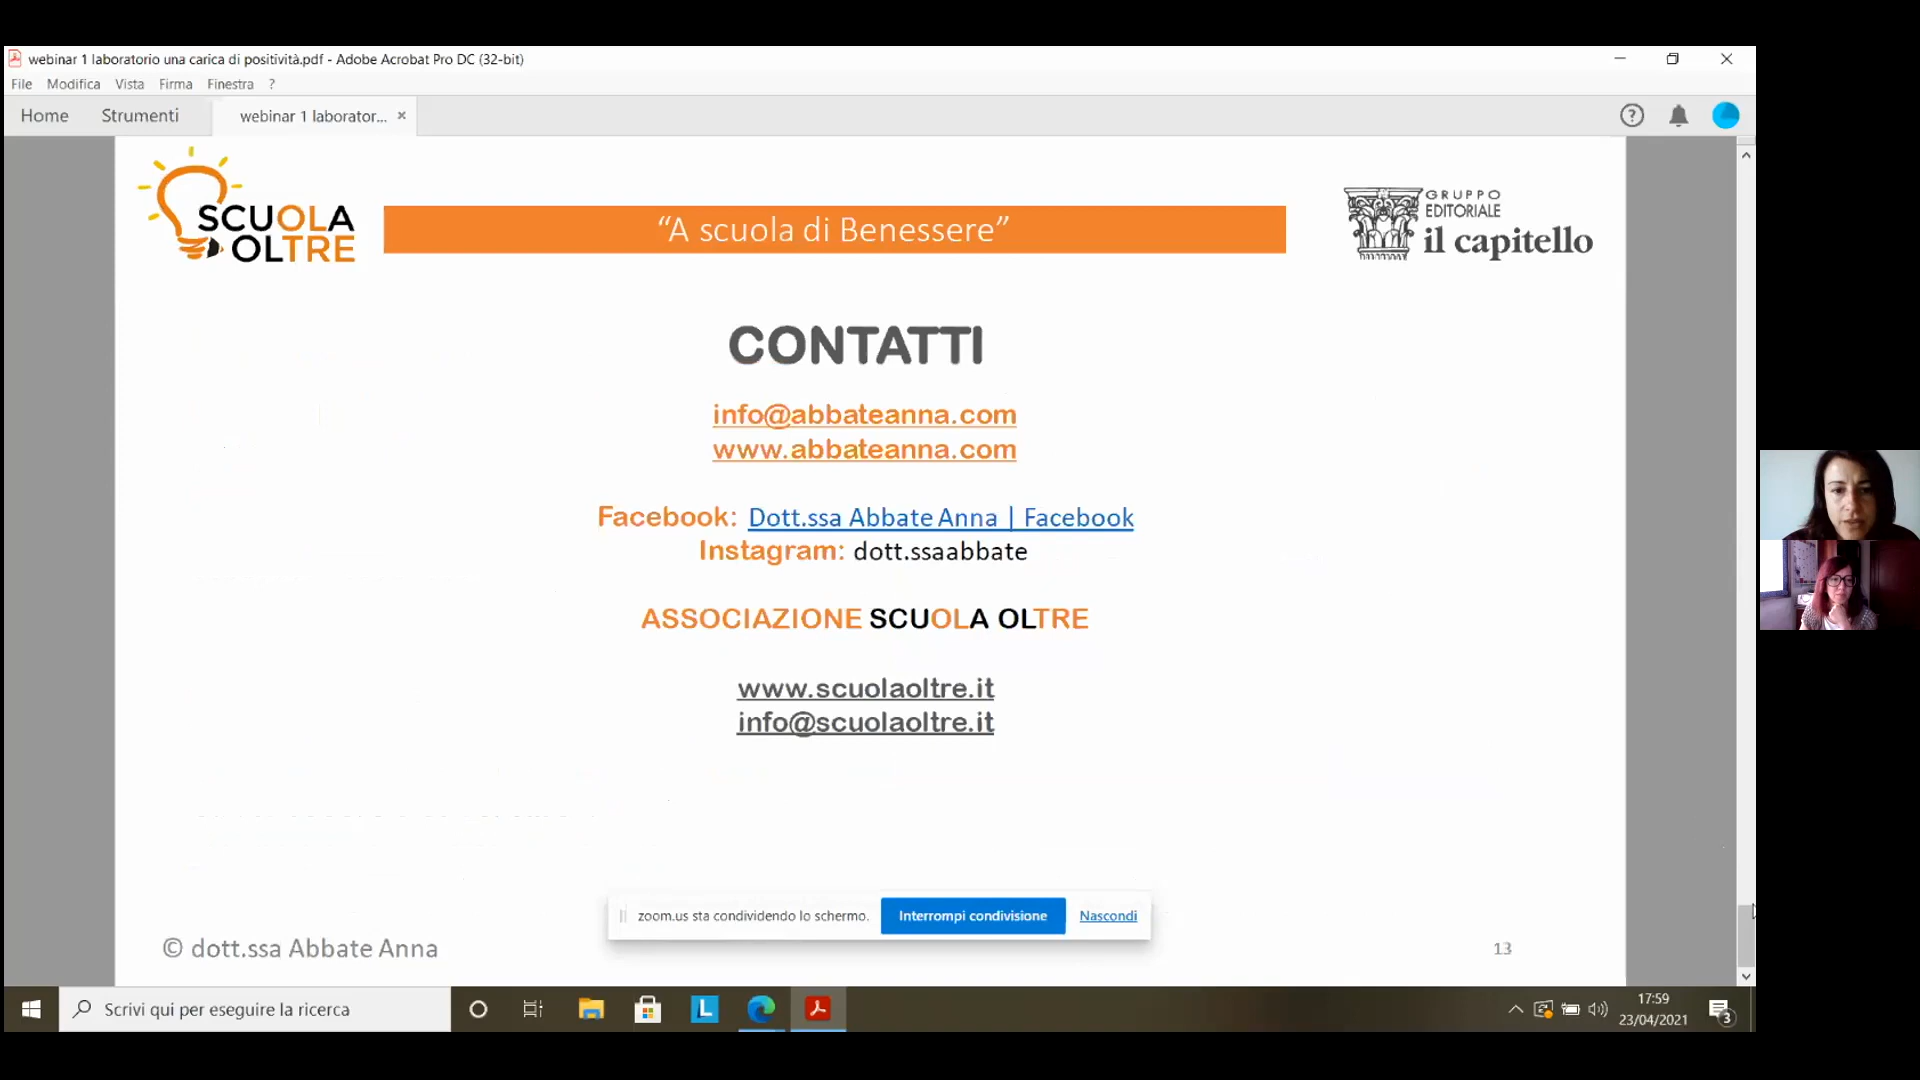 webinar 1 laboratorio una carica di positività.pdf - Adobe Acrobat Pro DC (32-bit)
File Modifica Vista Firma Finestra ?
Home Strumenti webinar 1 laborator... ×
SCUOLA
OLTRE
“A scuola di Benessere”
GRUPPO
EDITORIALE
il capitello
CONTATTI
info@abbateanna.com
www.abbateanna.com
Facebook: Dott.ssa Abbate Anna | Facebook
Instagram: dott.ssaabbate
ASSOCIAZIONE SCUOLA OLTRE
www.scuolaoltre.it
info@scuolaoltre.it
zoom.us sta condividendo lo schermo. Interrompi condivisione Nascondi
© dott.ssa Abbate Anna
13
Scrivi qui per eseguire la ricerca
17:59
23/04/2021
3